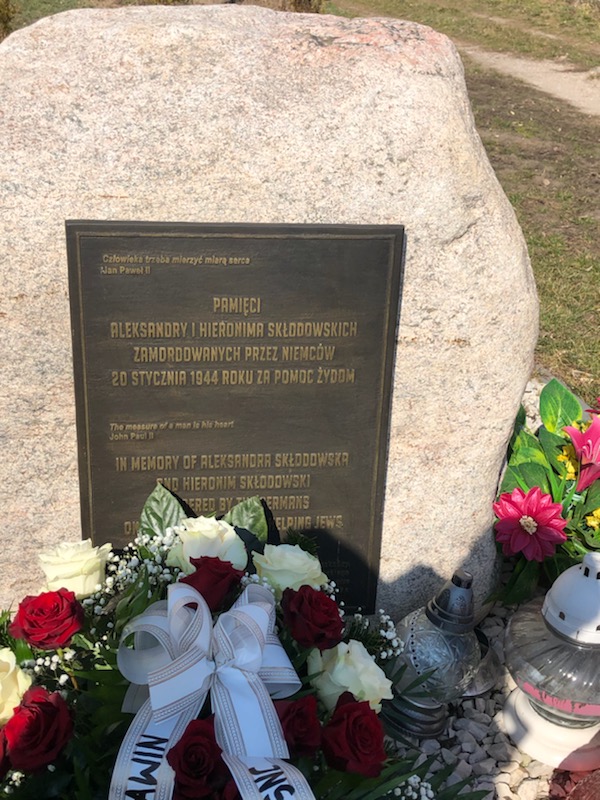 Człowieka trzeba mierzyć miarą serca
Jan Paweł II
PAMIĘCI
ALEKSANDRY I HIERONIMA SKŁODOWSKICH
ZAMORDOWANYCH PRZEZ NIEMCÓW
20 STYCZNIA 1944 ROKU ZA POMOC ŻYDOM
The measure of a man is his heart
John Paul II
IN MEMORY OF ALEKSANDRA SKŁODOWSKA
AND HIERONIM SKŁODOWSKI
BY GERMANS
HELPING JEWS